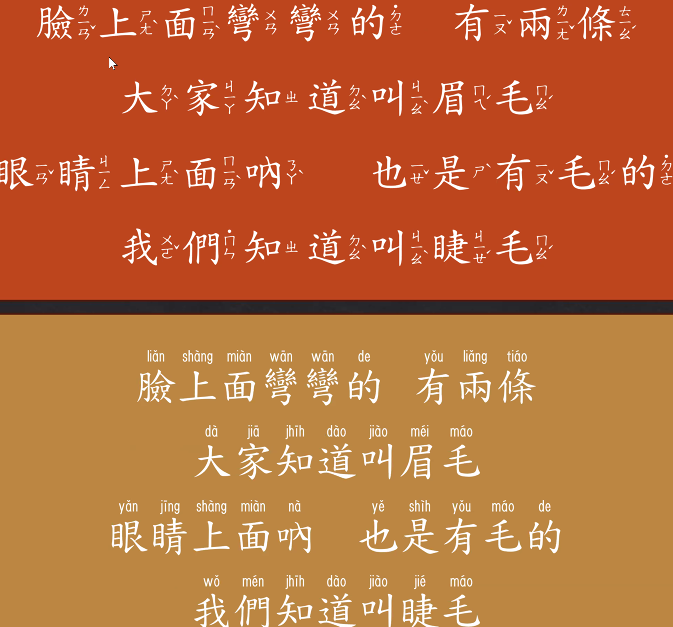 臉ㄌㄧㄢˇ上ㄕㄤˋ面ㄇㄧㄢˋ彎ㄨㄢ彎ㄨㄢ的˙ㄉㄜ 有ㄧㄡˇ兩ㄌㄧㄤˇ條ㄊㄧㄠˊ
大ㄉㄚˋ家ㄐㄧㄚ知ㄓ道ㄉㄠˋ叫ㄐㄧㄠˋ眉ㄇㄟˊ毛ㄇㄠˊ
眼ㄧㄢˇ睛ㄐㄧㄥ上ㄕㄤˋ面ㄇㄧㄢˋ吶ㄋㄚˋ 也ㄧㄝˇ是ㄕˋ有ㄧㄡˇ毛ㄇㄠˊ的˙ㄉㄜ
我ㄨㄛˇ們˙ㄇㄣ知ㄓ道ㄉㄠˋ叫ㄐㄧㄠˋ睫ㄐㄧㄝˊ毛ㄇㄠˊ
liǎn shàng miàn wān wān de yǒu liǎng tiáo
臉上面彎彎的 有兩條
dà jiā jhīh dào jiào méi máo
大家知道叫眉毛
yǎn jīng shàng miàn nà yě shìh yǒu máo de
眼睛上面吶 也是有毛的
wǒ mén jhīh dào jiào jié máo
我們知道叫睫毛